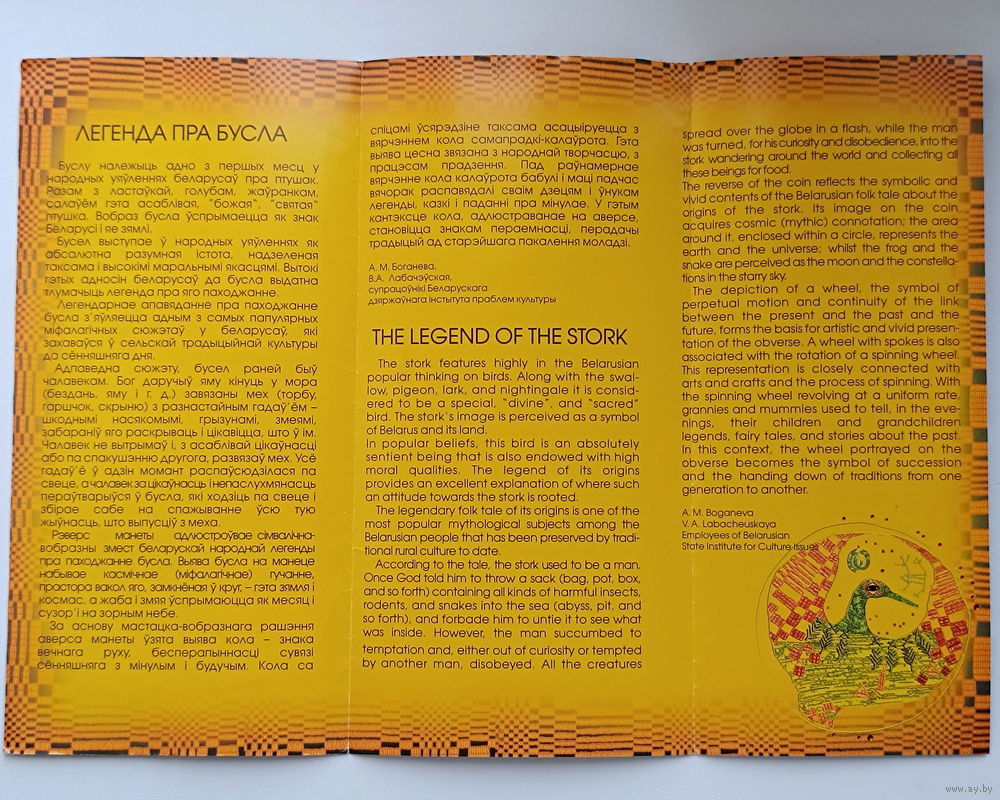 ЛЕГЕНДА ПРА БУСЛА
Буслу належыць адно з першых месц у
народных уяўленнях беларусаў пра птушак.
Разам з ластаўкай, голубам, жаўранкам,
салаўём гэта асаблівая, "божая", "святая"
птушка. Вобраз бусла ўспрымаецца як знак
Беларусі і яе зямлі.
Бусел выступае ў народных уяўленнях як
абсалютна разумная істота, надзеленая
таксама і высокімі маральнымі якасцямі. Вытокі
гэтых адносін беларусаў да бусла выдатна
тлумачыць легенда пра яго паходжанне.
Легендарнае апавяданне пра паходжанне
бусла з´яўляецца адным з самых папулярных
міфалагічных сюжэтаў у беларусаў, які
захаваўся ў сельскай традыцыйнай культуры
да сённяшняга дня.
Адпаведна сюжэту, бусел раней быў
чалавекам. Бог даручыў яму кінуць у мора
(бездань, яму і г. д.) завязаны мех (торбу,
гаршчок, скрыню) з разнастайным гадаў´ём –
шкоднымі насякомымі, грызунамі, змеямі,
забараніў яго раскрываць і цікавіцца, што ў ім.
Чалавек не вытрымаў і, з асаблівай цікаўнасці
або па спакушэнню другога, развязаў мех. Усё
гадаў´ё ў адзін момант распаўсюдзілася па
свеце, а чалавек за цікаўнасць і непаслухмянасць
ператварыўся ў бусла, які ходзіць па свеце і
збірае сабе на спажыванне ўсю тую
жыўнасць, што выпусціў з меха.
Рэверс манеты адлюстроўвае сімвалічна-
вобразны змест беларускай народнай легенды
пра паходжанне бусла. Выява бусла на манеце
набывае касмічнае (міфалагічнае) гучанне,
прастора вакол яго, замкнёная ў круг, – гэта зямля і
космас, а жаба і змяя ўспрымаюцца як месяц і
сузор´і на зорным небе.
За аснову мастацка-вобразнага рашэння
аверса манеты ўзята выява кола – знака
вечнага руху, бесперапыннасці сувязі
сённяшняга з мінулым і будучым. Кола са
спіцамі ўсярэдзіне таксама асацыіруецца з
вярчэннем кола самапрадкі-калаўрота. Гэта
выява цесна звязана з народнай творчасцю, з
працэсам прадзення. Пад раўнамернае
вярчэнне кола калаўрота бабулі і маці падчас
вячорак распавядалі сваім дзецям і ўнукам
легенды, казкі і паданні пра мінулае. У гэтым
кантэксце кола, адлюстраванае на аверсе,
становіцца знакам пераемнасці, перадачы
традыцый ад старэйшага пакалення моладзі.
А. М. Боганева,
В.А. Лабачэўская,
супрацоўнікі Беларускага
дзяржаўнага інстытута праблем культуры
THE LEGEND OF THE STORK
The stork features highly in the Belarusian
popular thinking on birds. Along with the swal-
low, pigeon, lark, and nightingale it is consid-
ered to be a special, "divine", and "sacred"
bird. The stork´s image is perceived as a symbol
of Belarus and its land.
In popular beliefs, this bird is an absolutely
sentient being that is also endowed with high
moral qualities. The legend of its origins
provides an excellent explanation of where such
an attitude towards the stork is rooted.
The legendary folk tale of its origins is one of the
most popular mythological subjects among the
Belarusian people that has been preserved by tradi-
tional rural culture to date.
According to the tale, the stork used to be a man.
Once God told him to throw a sack (bag, pot, box,
and so forth) containing all kinds of harmful insects,
rodents, and snakes into the sea (abyss, pit, and
so forth), and forbade him to untie it to see what
was inside. However, the man succumbed to
temptation and, either out of curiosity or tempted
by another man, disobeyed. All the creatures
spread over the globe in a flash, while the man
was turned, for his curiosity and disobedience, into the
stork wandering around the world and collecting all
these beings for food.
The reverse of the coin reflects the symbolic and
vivid contents of the Belarusian folk tale about the
origins of the stork. Its image on the coin
acquires cosmic (mythic) connotation; the area
around it, enclosed within a circle, represents the
earth and the universe; whilst the frog and the
snake are perceived as the moon and the constella-
tions in the starry sky.
The depiction of a wheel, the symbol of
perpetual motion and continuity of the link
between the present and the past and the
future, forms the basis for artistic and vivid presen-
tation of the obverse. A wheel with spokes is also
associated with the rotation of a spinning wheel.
This representation is closely connected with
arts and crafts and the process of spinning. With
the spinning wheel revolving at a uniform rate,
grannies and mummies used to tell, in the eve-
nings, their children and grandchildren
legends, fairy tales, and stories about the past.
In this context, the wheel portrayed on the
obverse becomes the symbol of succession
and the handing down of traditions from one
generation to another.
A. M. Boganeva
V. A. Labacheuskaya
Employees of Belarusian
State Institute for Culture Issues
www.ay.by